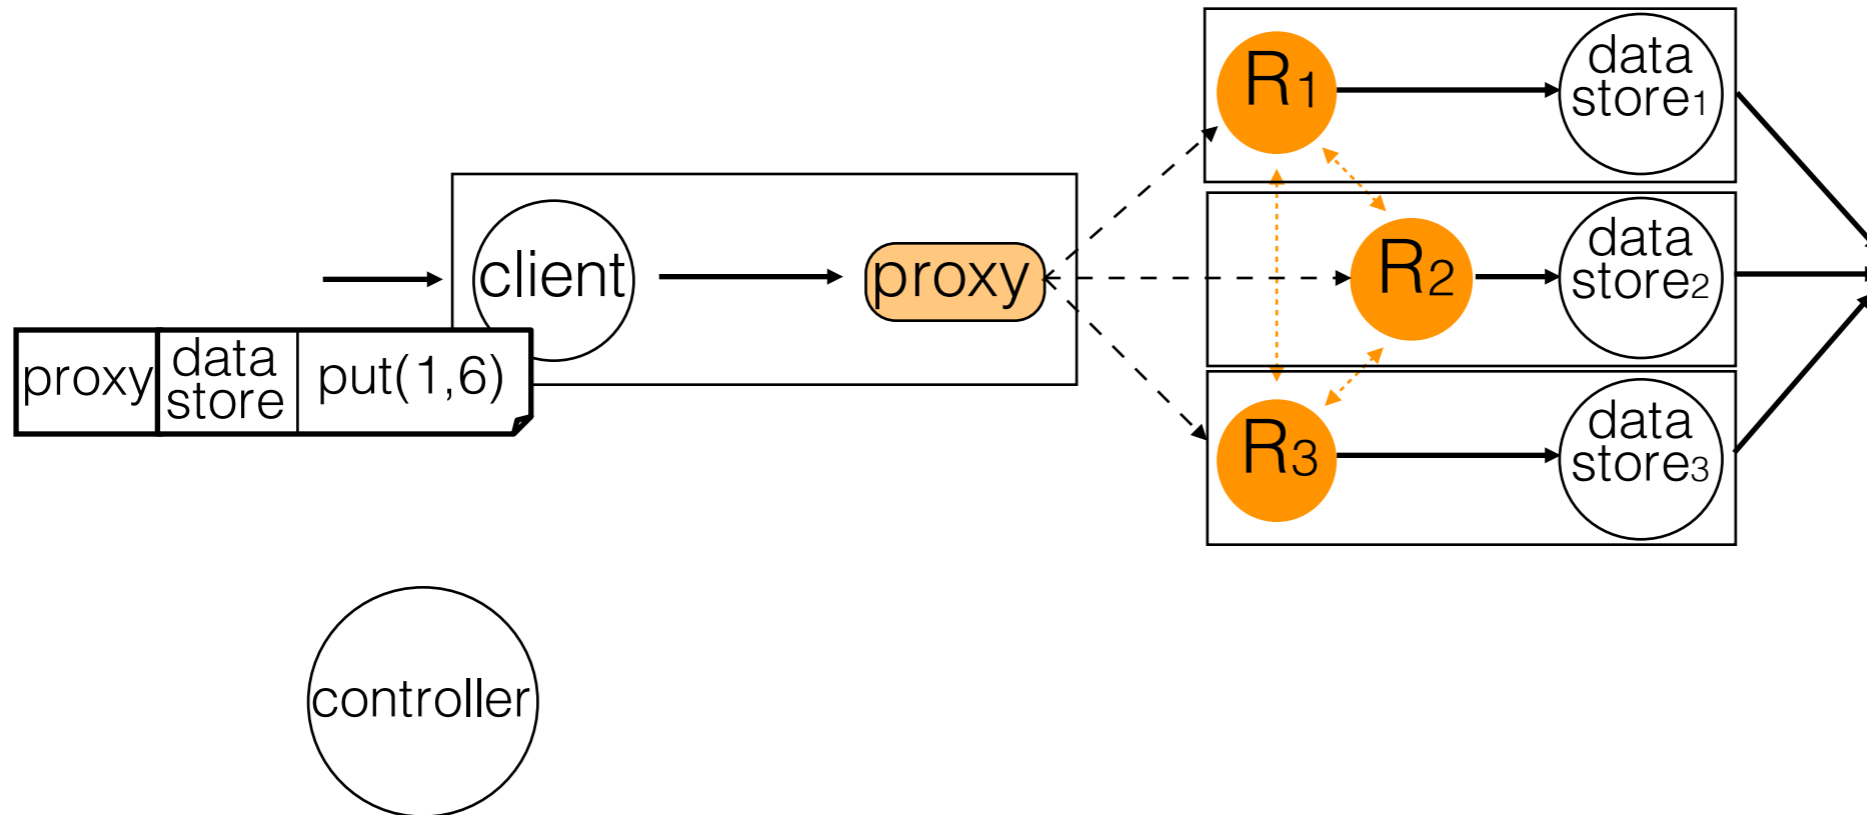 R1
data
store1
client
proxy
R2
data
store2
proxy
data
store
put(1,6)
R3
data
store3
controller